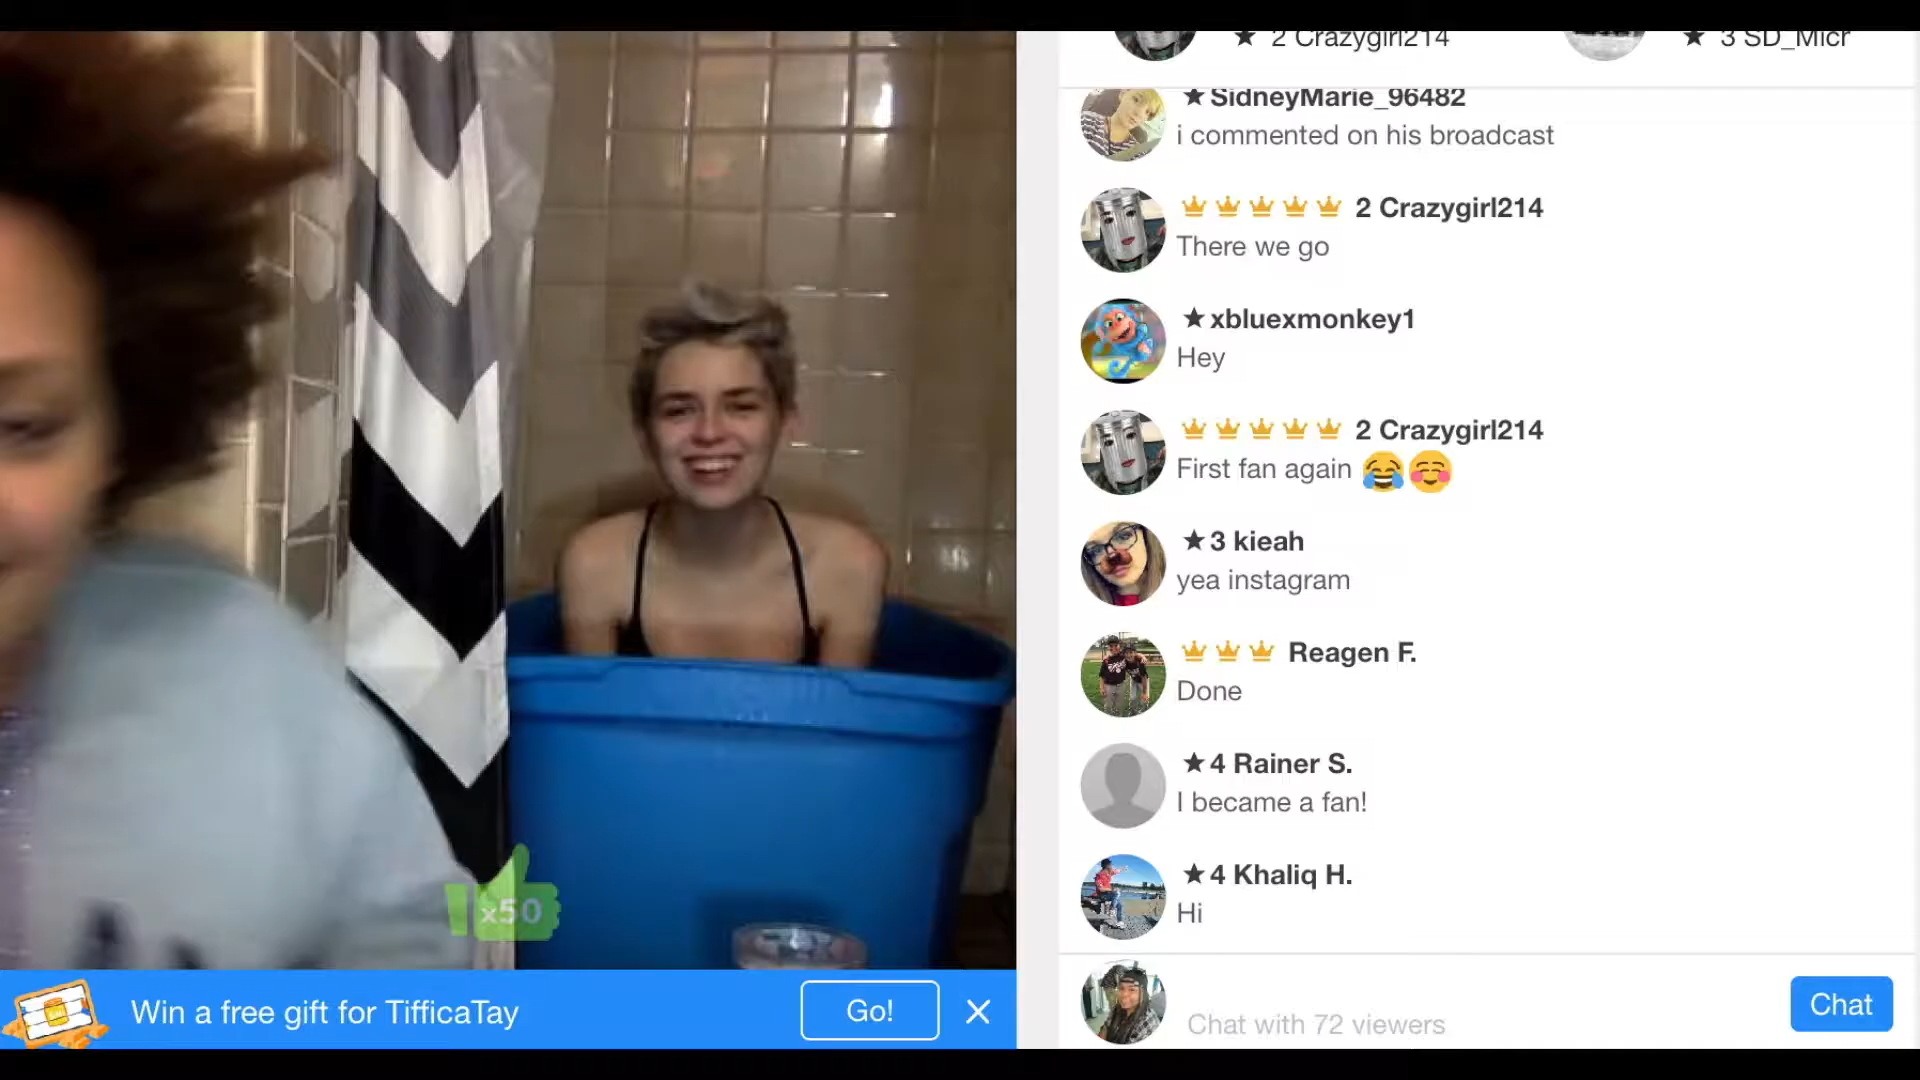 ★ 2 Crazygirl214
★ 3 SD_Micr
★ SidneyMarie_96482
i commented on his broadcast
2 Crazygirl214
There we go
★ xbluexmonkey1
Hey
2 Crazygirl214
First fan again 😂☺️
★ 3 kieah
yea instagram
Reagen F.
Done
★ 4 Rainer S.
I became a fan!
★ 4 Khaliq H.
Hi
x50
Win a free gift for TifficaTay
Go!
Chat with 72 viewers
Chat